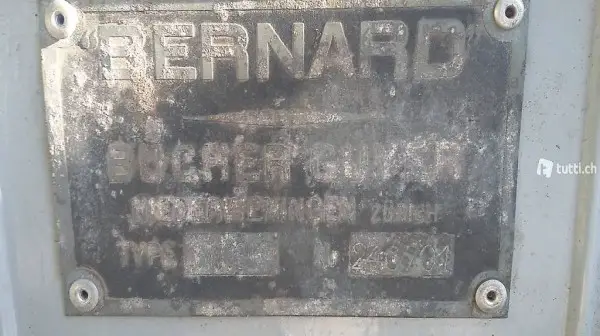 "BERNARD"
BUCHER-GUYER
NIEDERWENINGEN ZÜRICH
TYPE
No
tutti.ch